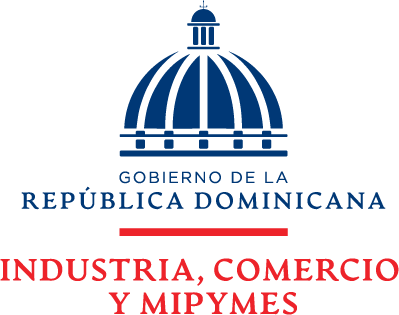 GOBIERNO DE LA
REPÚBLICA DOMINICANA
INDUSTRIA, COMERCIO
Y MIPYMES